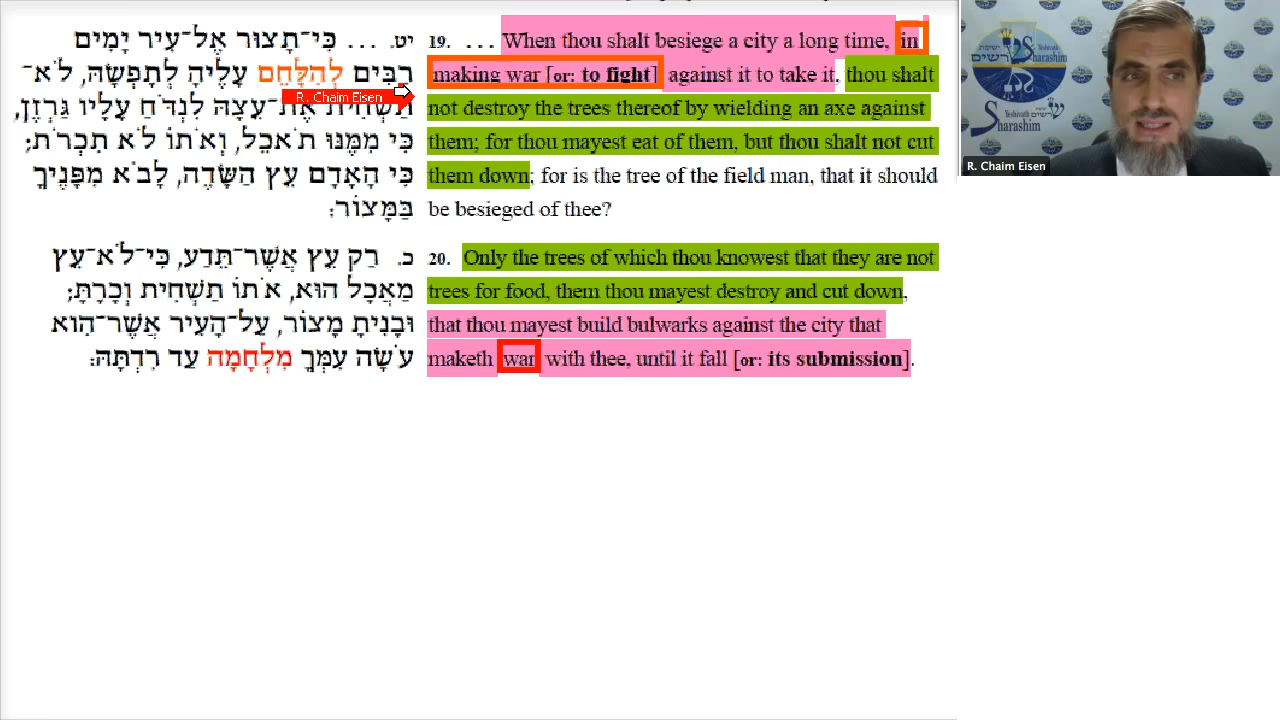 יט. ... כִּי־תָצוּר אֶל־עִיר יָמִים
רַבִּים לְהִלָּחֵם עָלֶיהָ לְתָפְשָׂהּ, לֹא־
תַשְׁחִית אֶת־עֵצָהּ לִנְדֹּחַ עָלָיו גַּרְזֶן,
כִּי מִמֶּנּוּ תֹאכֵל, וְאֹתוֹ לֹא תִכְרֹת;
כִּי הָאָדָם עֵץ הַשָּׂדֶה, לָבֹא מִפָּנֶיךָ
בַּמָּצוֹר׃
19. ... When thou shalt besiege a city a long time, in
making war [or: to fight] against it to take it, thou shalt
not destroy the trees thereof by wielding an axe against
them; for thou mayest eat of them, but thou shalt not cut
them down; for is the tree of the field man, that it should
be besieged of thee?
כ. רַק עֵץ אֲשֶׁר־תֵּדַע, כִּי־לֹא־עֵץ
מַאֲכָל הוּא, אֹתוֹ תַשְׁחִית וְכָרָתָּ;
וּבָנִיתָ מָצוֹר, עַל־הָעִיר אֲשֶׁר־הִוא
עֹשָׂה עִמְּךָ מִלְחָמָה עַד רִדְתָּהּ׃
20. Only the trees of which thou knowest that they are not
trees for food, them thou mayest destroy and cut down,
that thou mayest build bulwarks against the city that
maketh war with thee, until it fall [or: its submission].
R. Chaim Eisen
ישיבת
שרשים
Yeshivath
Sharashim
R. Chaim Eisen